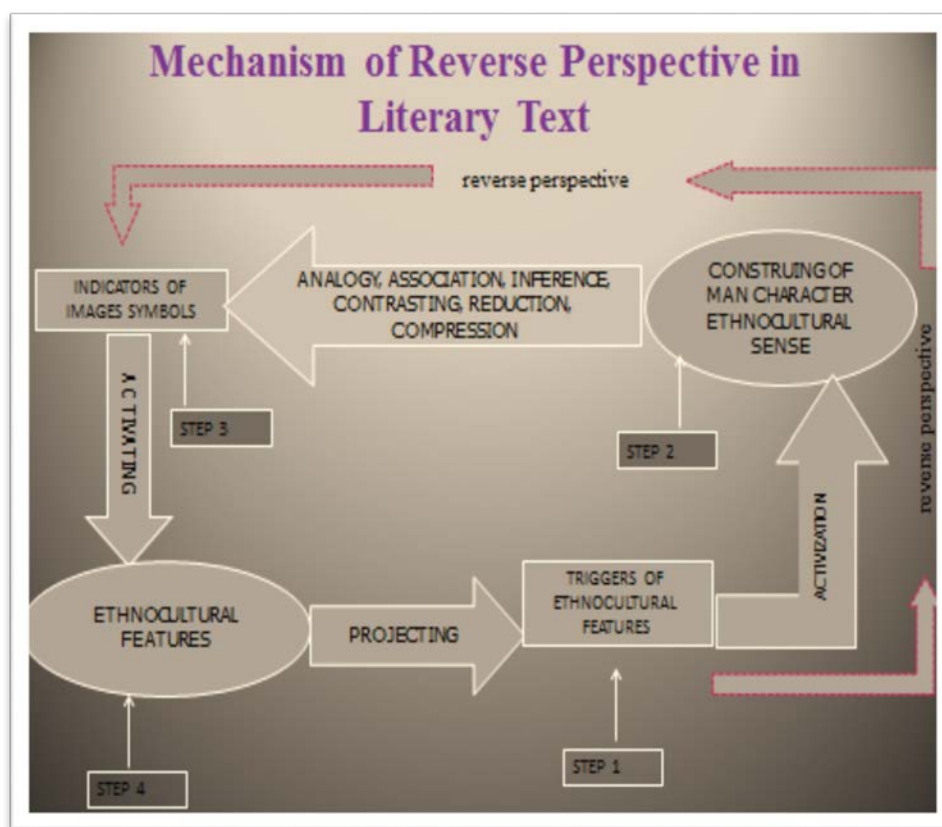 Mechanism of Reverse Perspective in
Literary Text
reverse perspective
INDICATORS OF
IMAGES SYMBOLS
ANALOGY, ASSOCIATION, INFERENCE,
CONTRASTING, REDUCTION,
COMPRESSION
CONSTRUING OF
MAN CHARACTER
ETHNOCULTURAL
SENSE
reverse perspective
ACTIVATING
STEP 3
STEP 2
ACTIVIZATION
ETHNOCULTURAL
FEATURES
PROJECTING
TRIGGERS OF
ETHNOCULTURAL
FEATURES
STEP 4
STEP 1